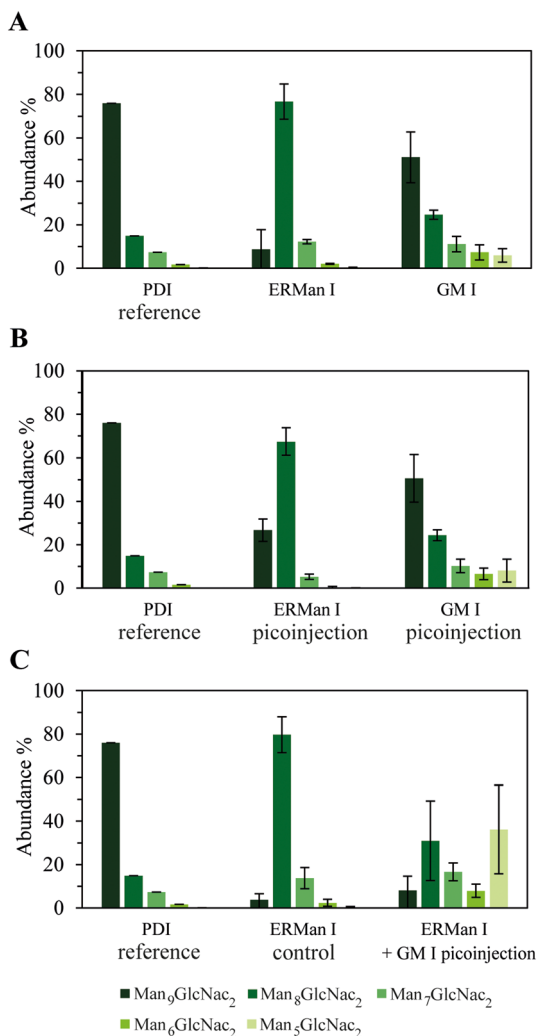 A
Abundance %
100
80
60
40
20
0
PDI
reference
ERMan I
GM I
B
Abundance %
100
80
60
40
20
0
PDI
reference
ERMan I
picoinjection
GM I
picoinjection
C
Abundance %
100
80
60
40
20
0
PDI
reference
ERMan I
control
ERMan I
+ GM I picoinjection
Man9GlcNac2 Man8GlcNac2 Man7GlcNac2
Man6GlcNac2 Man5GlcNac2